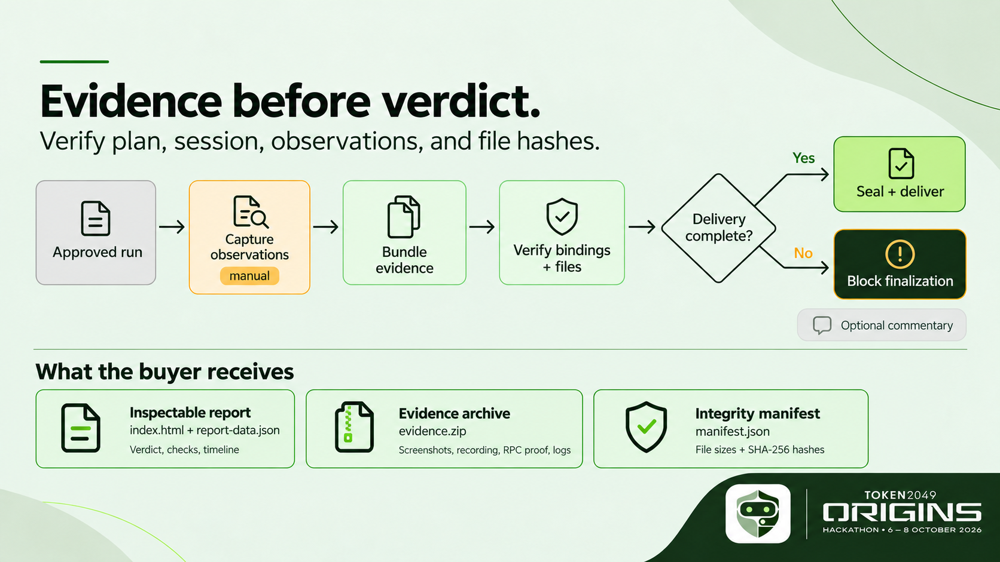 Evidence before verdict.
Verify plan, session, observations, and file hashes.
Approved run
Capture
observations
manual
Bundle
evidence
Verify bindings
+ files
Delivery
complete?
Yes
Seal + deliver
No
Block finalization
Optional commentary
What the buyer receives
Inspectable report
index.html + report-data.json
Verdict, checks, timeline
Evidence archive
evidence.zip
Screenshots, recording, RPC proof, logs
Integrity manifest
manifest.json
File sizes + SHA-256 hashes
TOKEN2049
ORIGINS
HACKATHON • 6 – 8 OCTOBER 2026